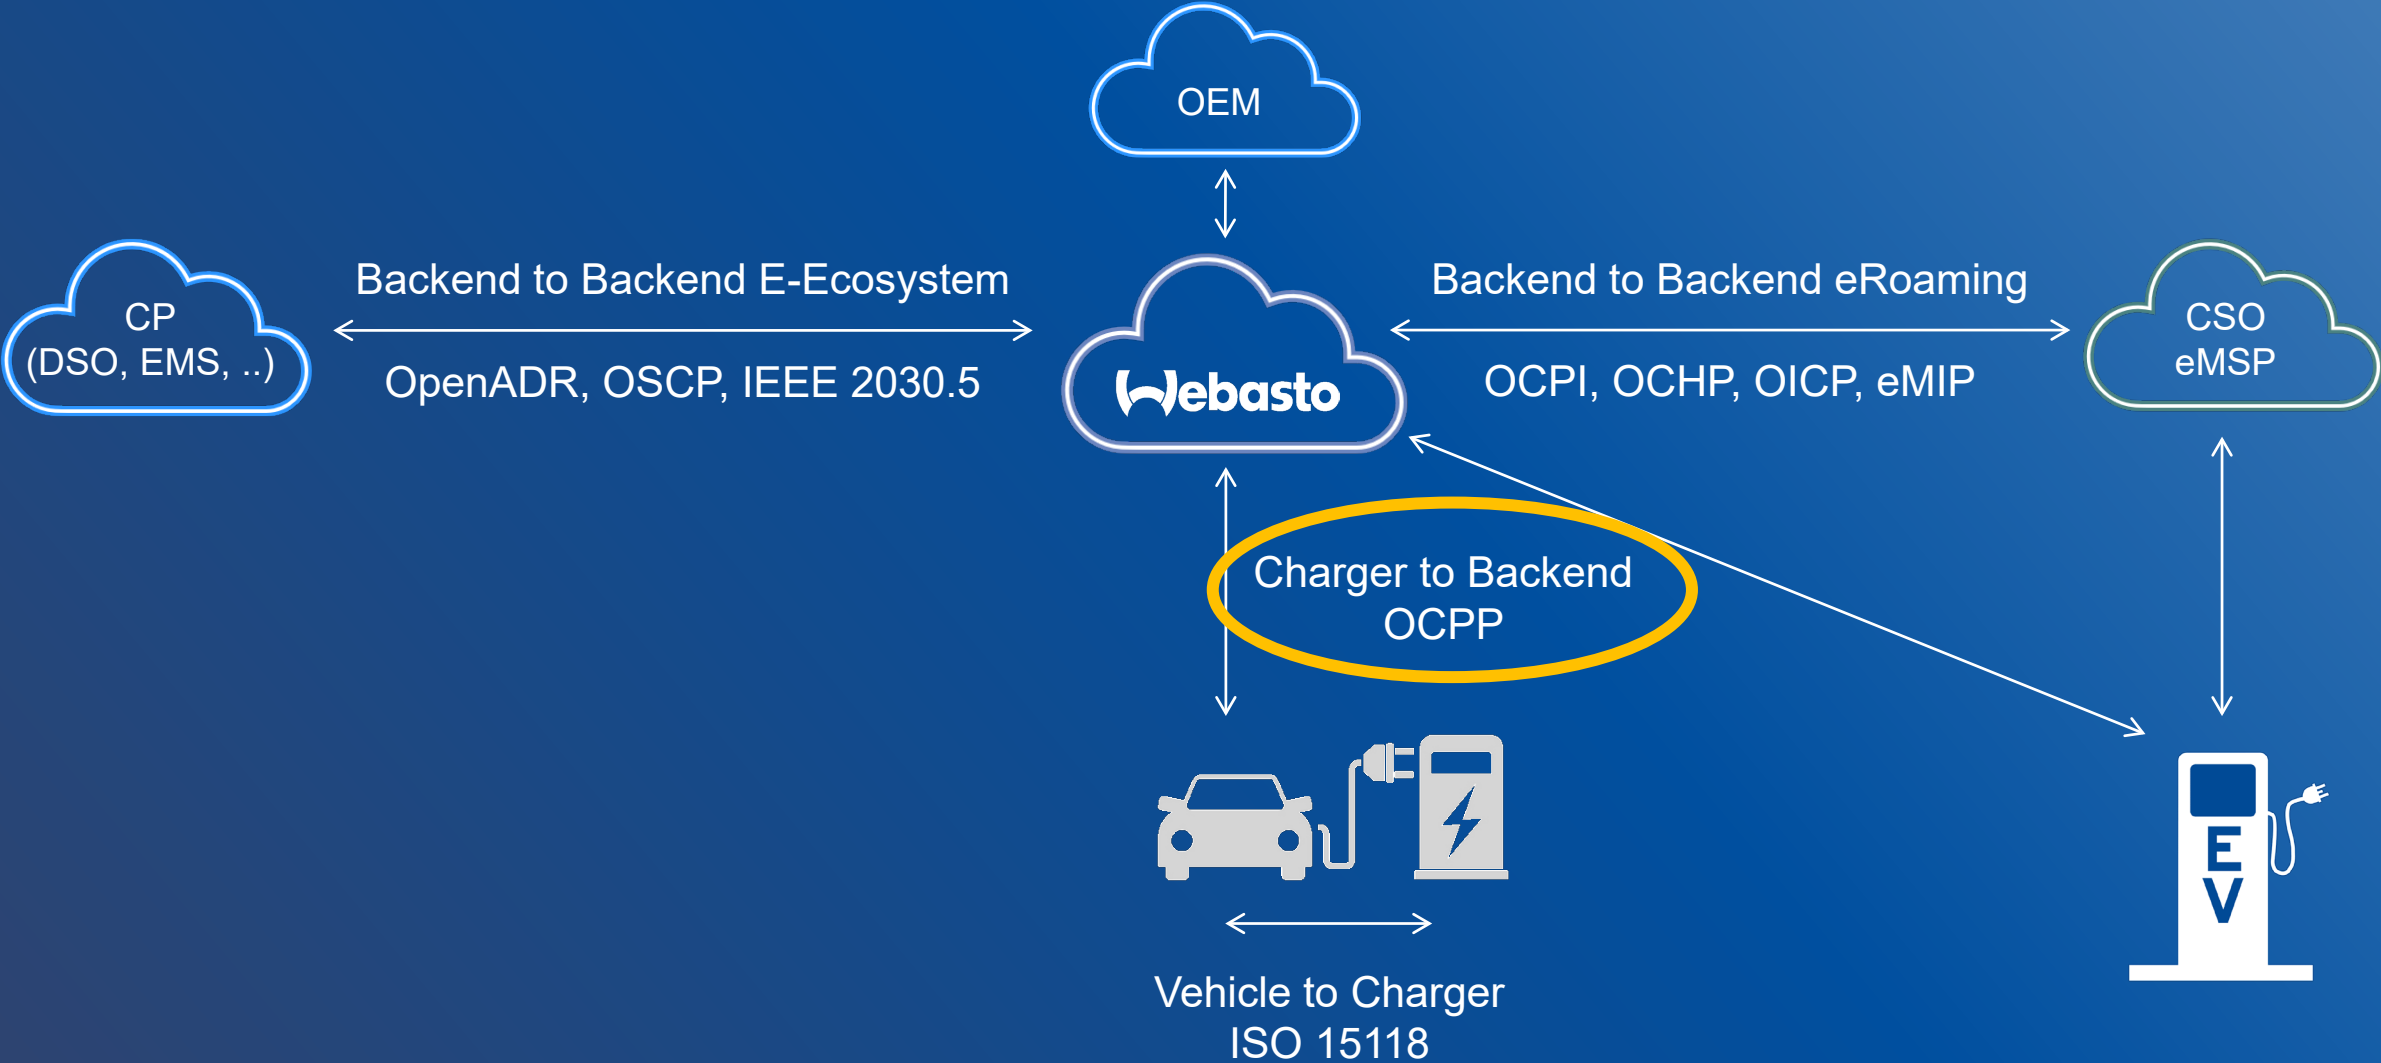 OEM
Backend to Backend E-Ecosystem
Backend to Backend eRoaming
CP
(DSO, EMS, ..)
CSO
eMSP
OpenADR, OSCP, IEEE 2030.5
Webasto
OCPI, OCHP, OICP, eMIP
Charger to Backend
OCPP
E
V
Vehicle to Charger
ISO 15118